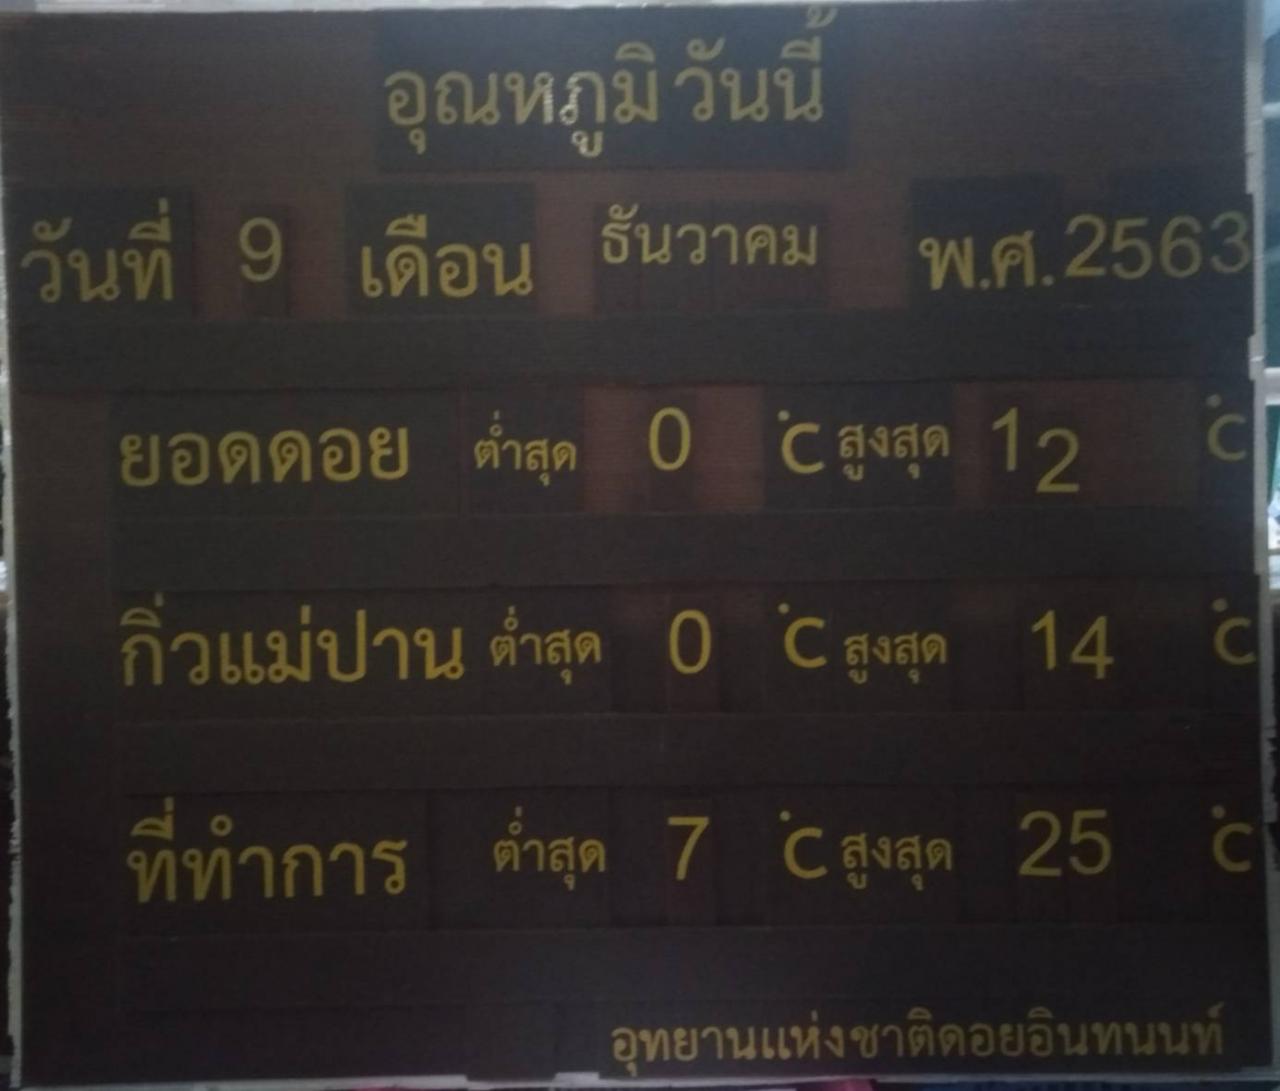 อุณหภูมิ วันนี้
วันที่ 9 เดือน ธันวาคม พ.ศ. 2563
ยอดดอย ต่ำสุด 0 °C สูงสุด 12 °C
กิ่วแม่ปาน ต่ำสุด 0 °C สูงสุด 14 °C
ที่ทำการ ต่ำสุด 7 °C สูงสุด 25 °C
อุทยานแห่งชาติดอยอินทนนท์